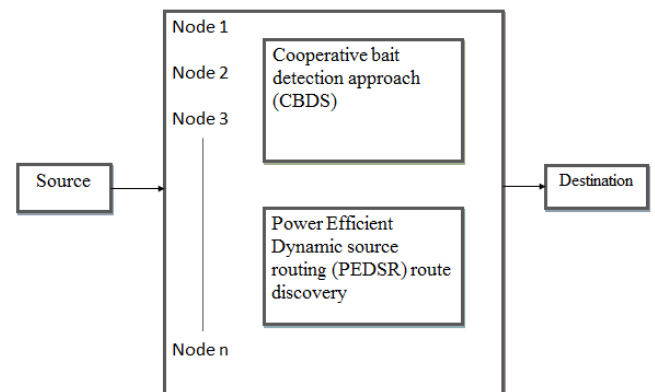 Node 1
Node 2
Node 3
Node n
Cooperative bait
detection approach
(CBDS)
Power Efficient
Dynamic source
routing (PEDSR) route
discovery
Source
Destination